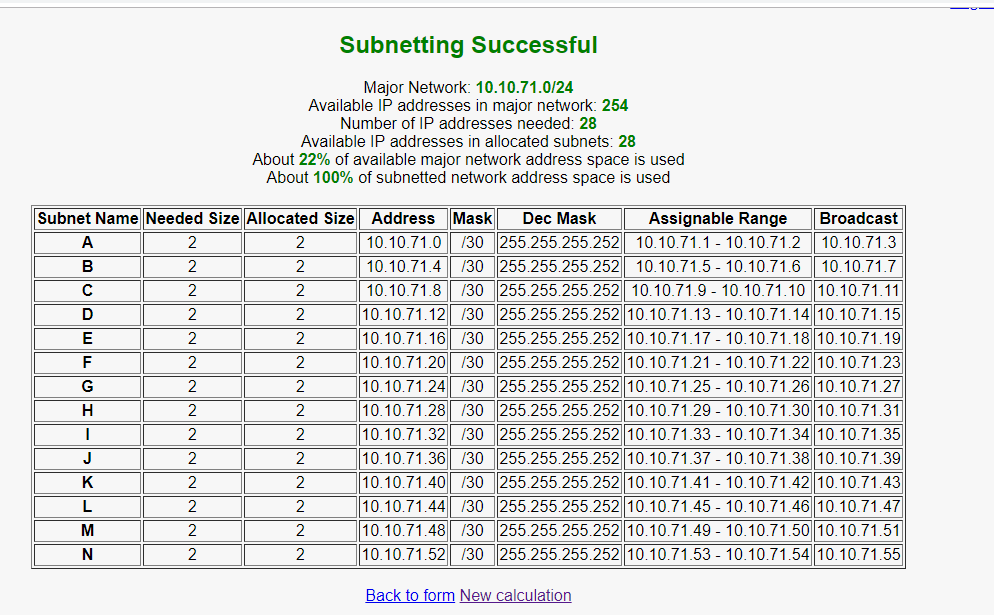 Subnetting Successful
Major Network: 10.10.71.0/24
Available IP addresses in major network: 254
Number of IP addresses needed: 28
Available IP addresses in allocated subnets: 28
About 22% of available major network address space is used
About 100% of subnetted network address space is used
Subnet Name Needed Size Allocated Size Address Mask Dec Mask Assignable Range Broadcast
A 2 2 10.10.71.0 /30 255.255.255.252 10.10.71.1 - 10.10.71.2 10.10.71.3
B 2 2 10.10.71.4 /30 255.255.255.252 10.10.71.5 - 10.10.71.6 10.10.71.7
C 2 2 10.10.71.8 /30 255.255.255.252 10.10.71.9 - 10.10.71.10 10.10.71.11
D 2 2 10.10.71.12 /30 255.255.255.252 10.10.71.13 - 10.10.71.14 10.10.71.15
E 2 2 10.10.71.16 /30 255.255.255.252 10.10.71.17 - 10.10.71.18 10.10.71.19
F 2 2 10.10.71.20 /30 255.255.255.252 10.10.71.21 - 10.10.71.22 10.10.71.23
G 2 2 10.10.71.24 /30 255.255.255.252 10.10.71.25 - 10.10.71.26 10.10.71.27
H 2 2 10.10.71.28 /30 255.255.255.252 10.10.71.29 - 10.10.71.30 10.10.71.31
I 2 2 10.10.71.32 /30 255.255.255.252 10.10.71.33 - 10.10.71.34 10.10.71.35
J 2 2 10.10.71.36 /30 255.255.255.252 10.10.71.37 - 10.10.71.38 10.10.71.39
K 2 2 10.10.71.40 /30 255.255.255.252 10.10.71.41 - 10.10.71.42 10.10.71.43
L 2 2 10.10.71.44 /30 255.255.255.252 10.10.71.45 - 10.10.71.46 10.10.71.47
M 2 2 10.10.71.48 /30 255.255.255.252 10.10.71.49 - 10.10.71.50 10.10.71.51
N 2 2 10.10.71.52 /30 255.255.255.252 10.10.71.53 - 10.10.71.54 10.10.71.55
Back to form New calculation